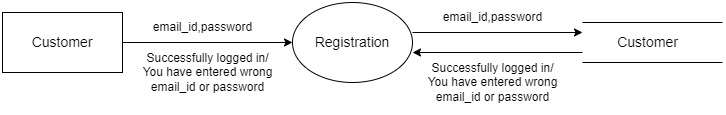 email_id,password
Customer
Successfully logged in/
You have entered wrong
email_id or password
Registration
email_id,password
Successfully logged in/
You have entered wrong
email_id or password
Customer